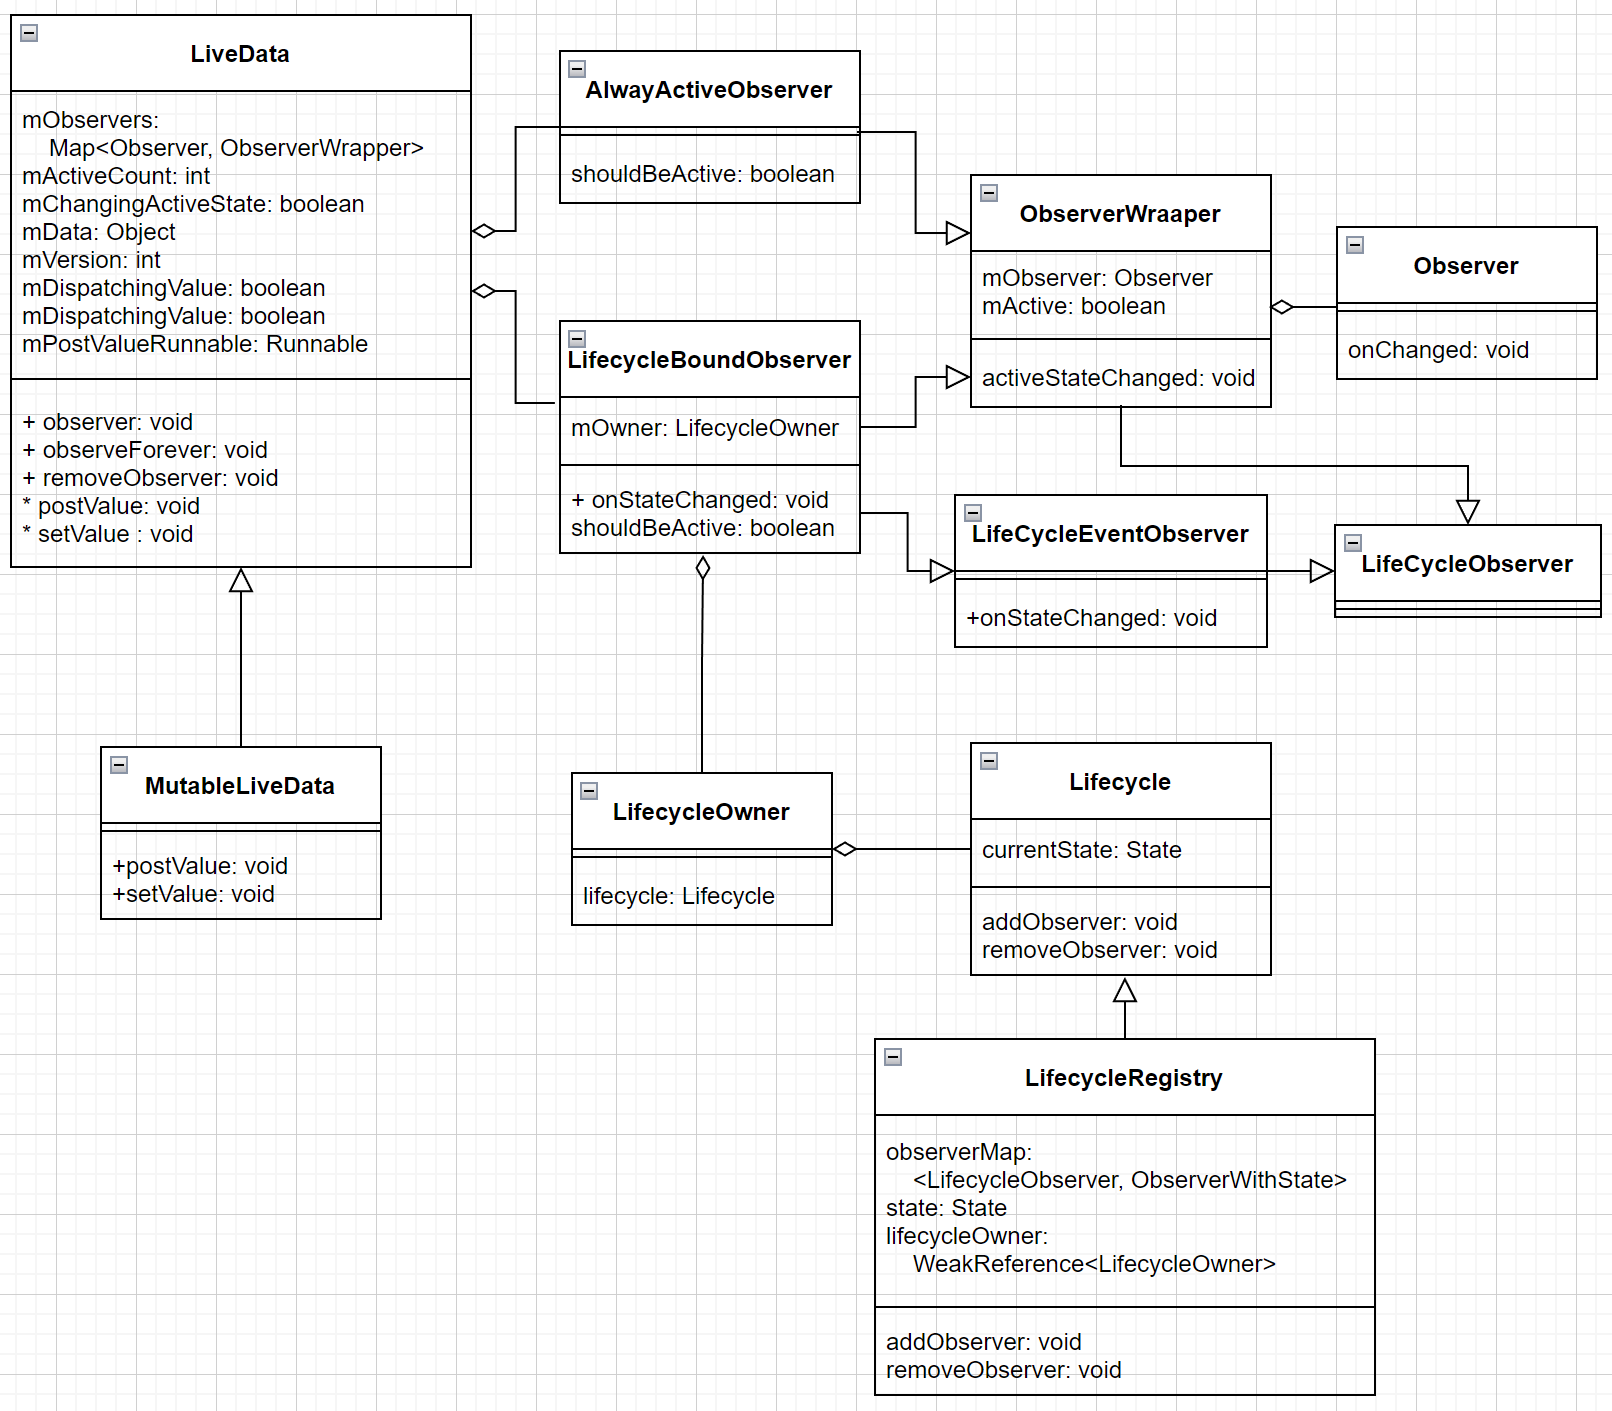 LiveData
mObservers:
Map<Observer, ObserverWrapper>
mActiveCount: int
mChangingActiveState: boolean
mData: Object
mVersion: int
mDispatchingValue: boolean
mDispatchingValue: boolean
mPostValueRunnable: Runnable
+ observer: void
+ observeForever: void
+ removeObserver: void
* postValue: void
* setValue : void
AlwayActiveObserver
shouldBeActive: boolean
ObserverWraaper
mObserver: Observer
mActive: boolean
activeStateChanged: void
Observer
onChanged: void
LifecycleBoundObserver
mOwner: LifecycleOwner
+ onStateChanged: void
shouldBeActive: boolean
LifeCycleEventObserver
+onStateChanged: void
LifeCycleObserver
MutableLiveData
+postValue: void
+setValue: void
LifecycleOwner
lifecycle: Lifecycle
Lifecycle
currentState: State
addObserver: void
removeObserver: void
LifecycleRegistry
observerMap:
<LifecycleObserver, ObserverWithState>
state: State
lifecycleOwner:
WeakReference<LifecycleOwner>
addObserver: void
removeObserver: void